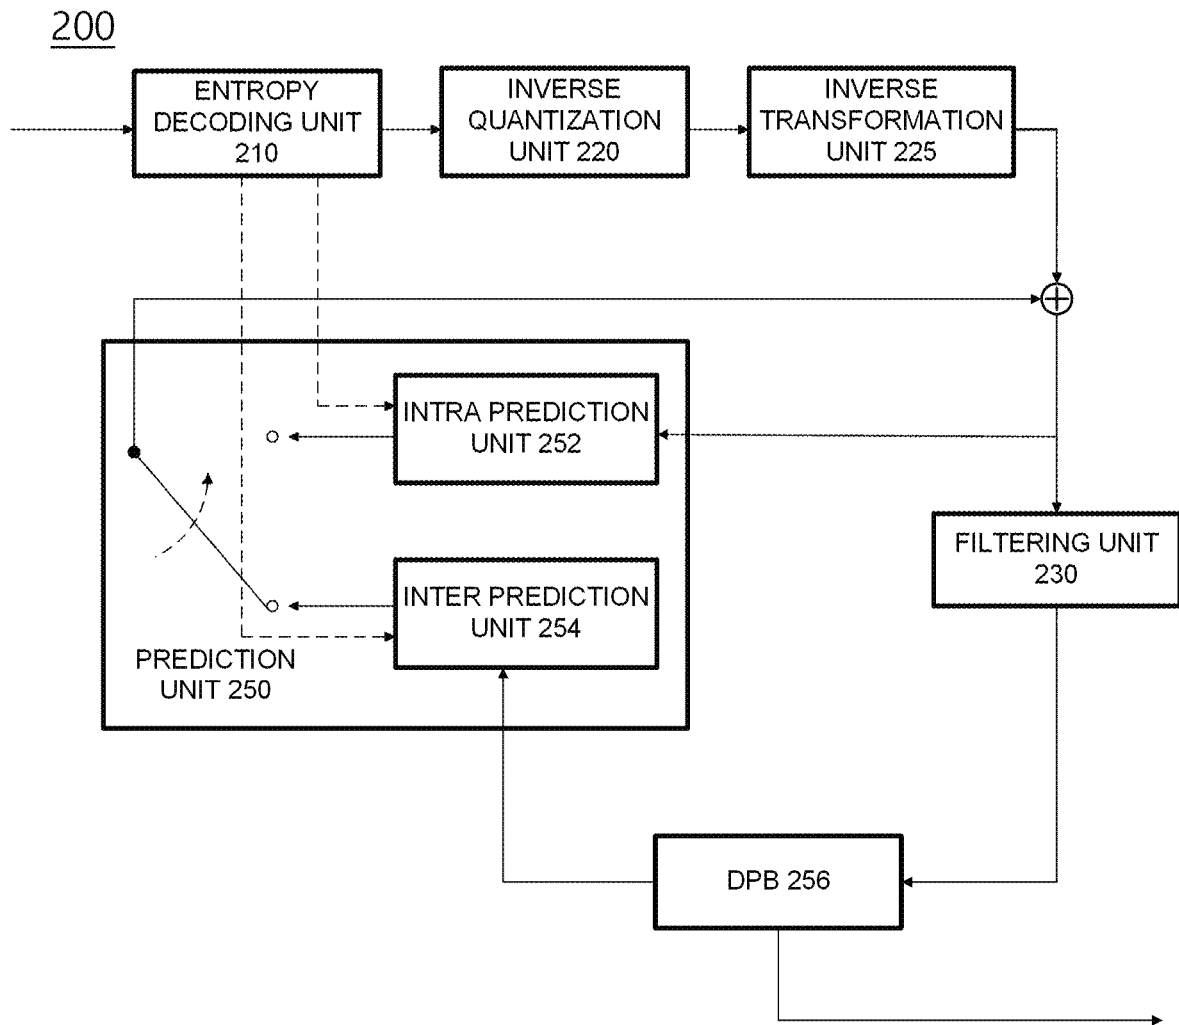 200
ENTROPY
DECODING UNIT
210
INVERSE
QUANTIZATION
UNIT 220
INVERSE
TRANSFORMATION
UNIT 225
INTRA PREDICTION
UNIT 252
FILTERING UNIT
230
INTER PREDICTION
UNIT 254
PREDICTION
UNIT 250
DPB 256